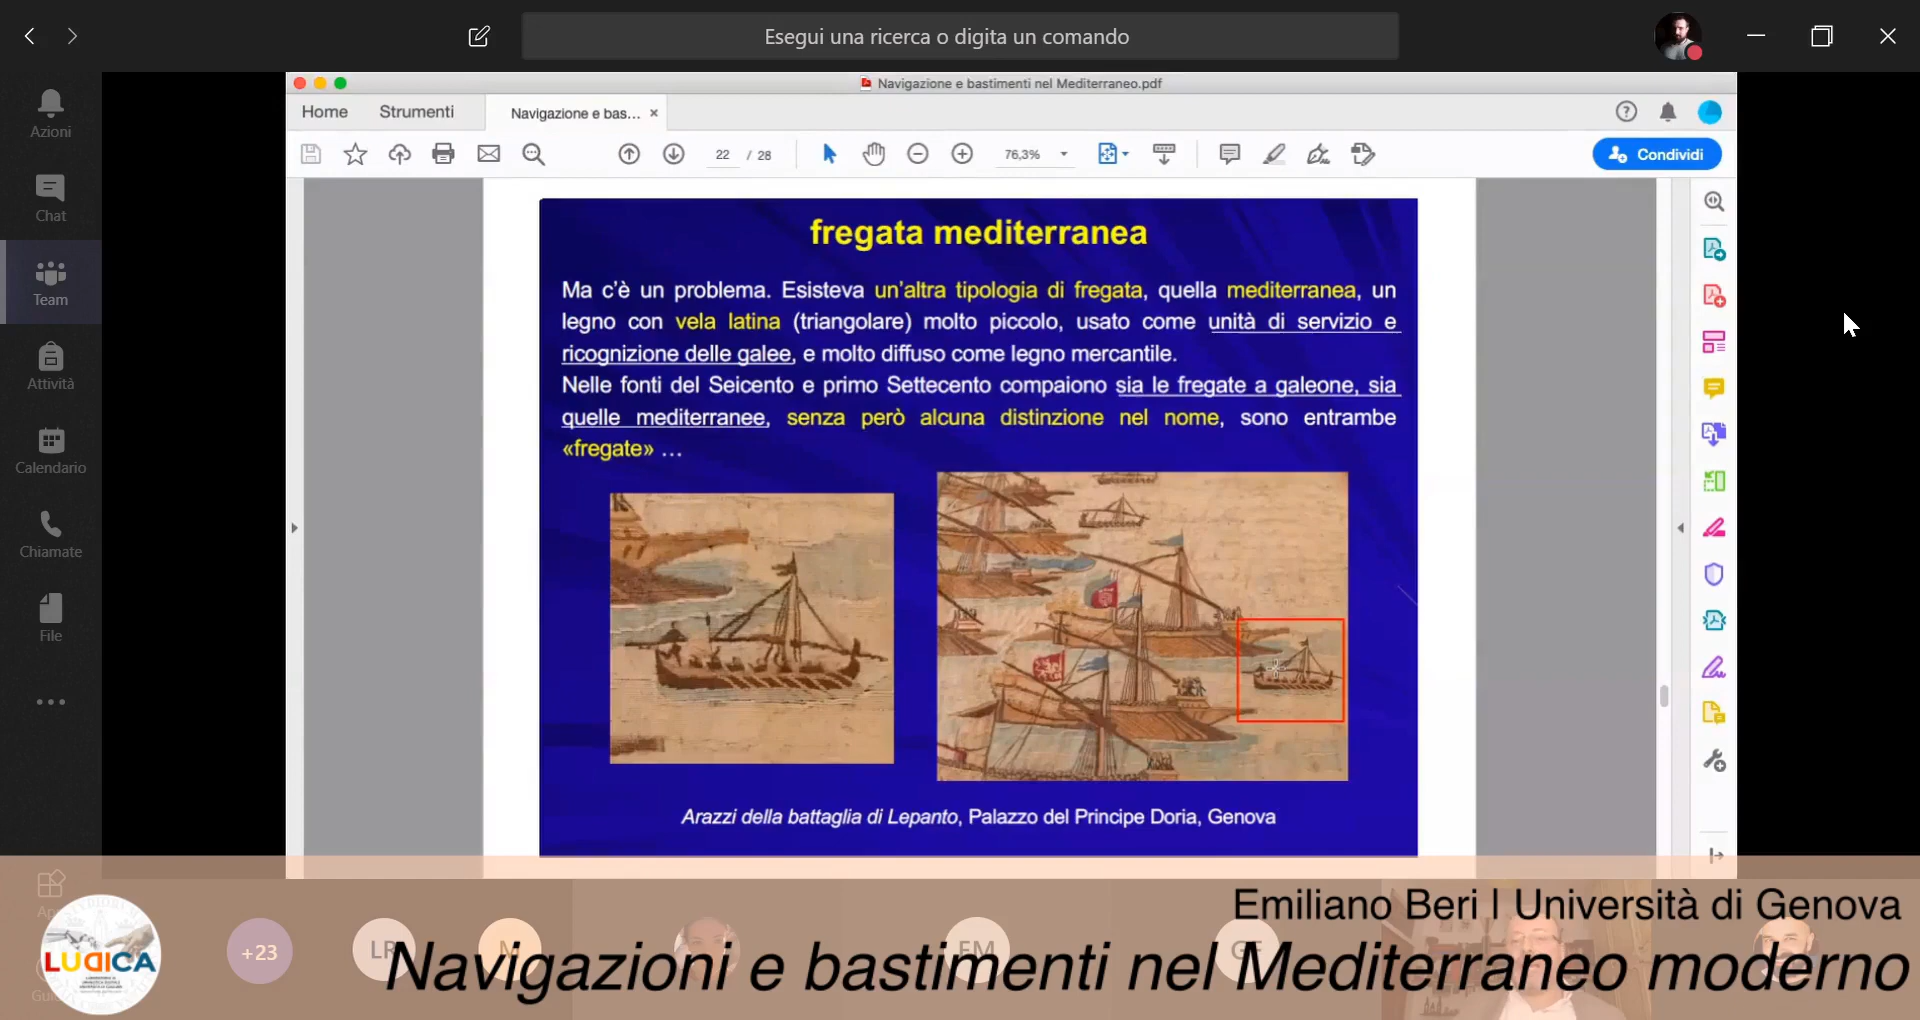 Esegui una ricerca o digita un comando
Azioni
Chat
Team
Attività
Calendario
Chiamate
File
Navigazione e bastimenti nel Mediterraneo.pdf
Home Strumenti Navigazione e bas... ×
22 / 28 76,3% Condividi
fregata mediterranea
Ma c'è un problema. Esisteva un'altra tipologia di fregata, quella mediterranea, un
legno con vela latina (triangolare) molto piccolo, usato come unità di servizio e
ricognizione delle galee, e molto diffuso come legno mercantile.
Nelle fonti del Seicento e primo Settecento compaiono sia le fregate a galeone, sia
quelle mediterranee, senza però alcuna distinzione nel nome, sono entrambe
«fregate» ...
Arazzi della battaglia di Lepanto, Palazzo del Principe Doria, Genova
Emiliano Beri | Università di Genova
LUDICA
+23
LR
Navigazioni e bastimenti nel Mediterraneo moderno